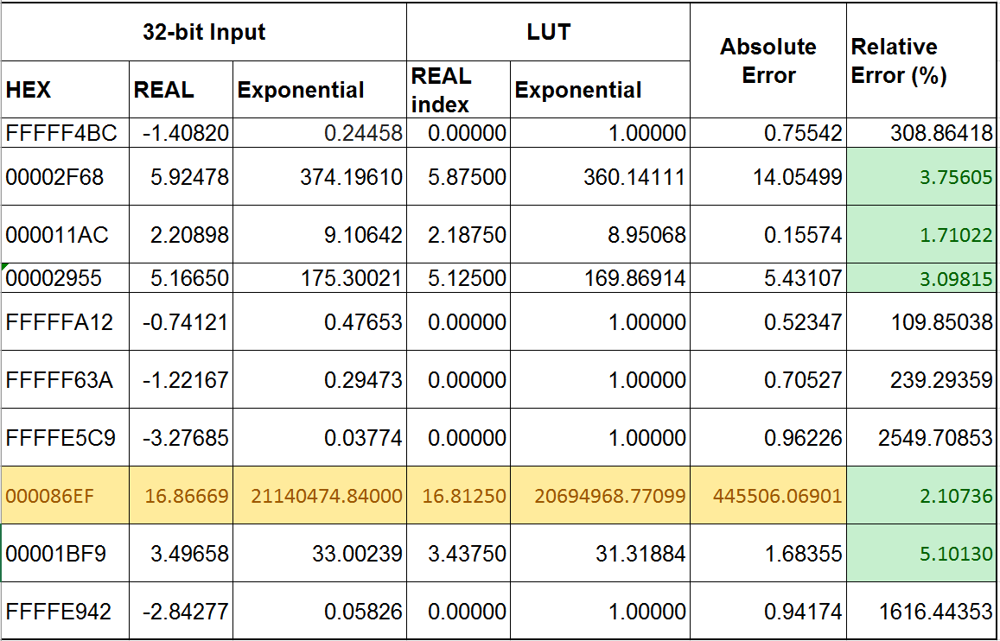 32-bit Input LUT Absolute Error Relative Error (%)
HEX REAL Exponential REAL index Exponential
FFFFF4BC -1.40820 0.24458 0.00000 1.00000 0.75542 308.86418
00002F68 5.92478 374.19610 5.87500 360.14111 14.05499 3.75605
000011AC 2.20898 9.10642 2.18750 8.95068 0.15574 1.71022
00002955 5.16650 175.30021 5.12500 169.86914 5.43107 3.09815
FFFFFA12 -0.74121 0.47653 0.00000 1.00000 0.52347 109.85038
FFFFF63A -1.22167 0.29473 0.00000 1.00000 0.70527 239.29359
FFFFE5C9 -3.27685 0.03774 0.00000 1.00000 0.96226 2549.70853
000086EF 16.86669 21140474.84000 16.81250 20694968.77099 445506.06901 2.10736
00001BF9 3.49658 33.00239 3.43750 31.31884 1.68355 5.10130
FFFFE942 -2.84277 0.05826 0.00000 1.00000 0.94174 1616.44353